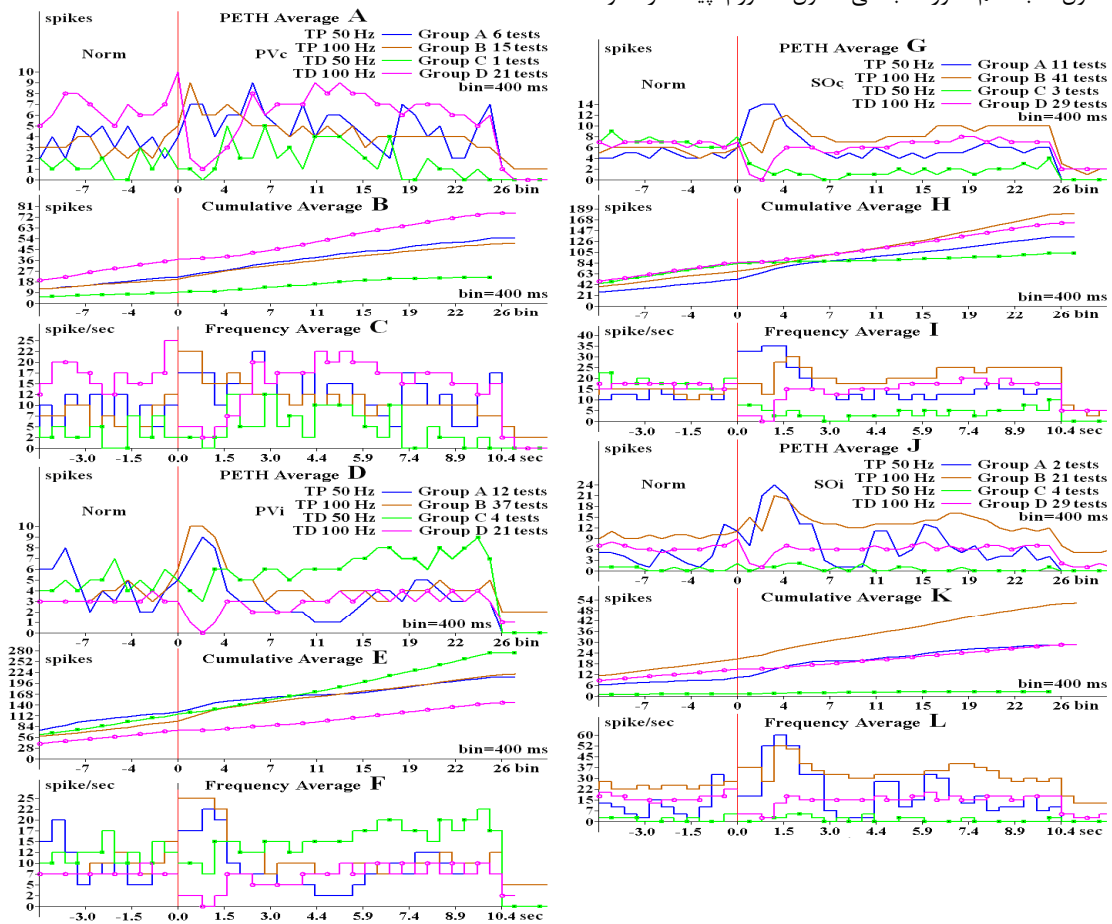 spikes PETH Average A
TP 50 Hz Group A 6 tests
Norm PVc TP 100 Hz Group B 15 tests
TD 50 Hz Group C 1 tests
TD 100 Hz Group D 21 tests
bin=400 ms
10
9
8
7
6
5
4
3
2
1
0
-7 -4 0 4 7 11 15 18 22 26 bin
spikes Cumulative Average B
81
72
63
54
45
36
27
18
9
0
bin=400 ms
-7 -4 0 4 7 11 15 18 22 26 bin
spike/sec Frequency Average C
25
22
20
17
15
12
10
7
5
2
0
-3.0 -1.5 0.0 1.5 3.0 4.4 5.9 7.4 8.9 10.4 sec
spikes PETH Average D
TP 50 Hz Group A 12 tests
Norm PVi TP 100 Hz Group B 37 tests
TD 50 Hz Group C 4 tests
TD 100 Hz Group D 21 tests
bin=400 ms
10
9
8
7
6
5
4
3
2
1
0
-7 -4 0 4 7 11 15 18 22 26 bin
spikes Cumulative Average E
280
252
224
196
168
140
112
84
56
28
0
bin=400 ms
-7 -4 0 4 7 11 15 18 22 26 bin
spike/sec Frequency Average F
25
22
20
17
15
12
10
7
5
2
0
-3.0 -1.5 0.0 1.5 3.0 4.4 5.9 7.4 8.9 10.4 sec
spikes PETH Average G
TP 50 Hz Group A 11 tests
Norm SOc TP 100 Hz Group B 41 tests
TD 50 Hz Group C 3 tests
TD 100 Hz Group D 29 tests
bin=400 ms
14
12
10
8
6
4
2
0
-7 -4 0 4 7 11 15 18 22 26 bin
spikes Cumulative Average H
189
168
147
126
105
84
63
42
21
0
bin=400 ms
-7 -4 0 4 7 11 15 18 22 26 bin
spike/sec Frequency Average I
40
35
30
25
20
15
10
5
0
-3.0 -1.5 0.0 1.5 3.0 4.4 5.9 7.4 8.9 10.4 sec
spikes PETH Average J
TP 50 Hz Group A 2 tests
Norm SOi TP 100 Hz Group B 21 tests
TD 50 Hz Group C 4 tests
TD 100 Hz Group D 29 tests
bin=400 ms
24
21
18
15
12
9
6
3
0
-7 -4 0 4 7 11 15 18 22 26 bin
spikes Cumulative Average K
54
48
42
36
30
24
18
12
6
0
bin=400 ms
-7 -4 0 4 7 11 15 18 22 26 bin
spike/sec Frequency Average L
60
52
45
37
30
22
15
7
0
-3.0 -1.5 0.0 1.5 3.0 4.4 5.9 7.4 8.9 10.4 sec